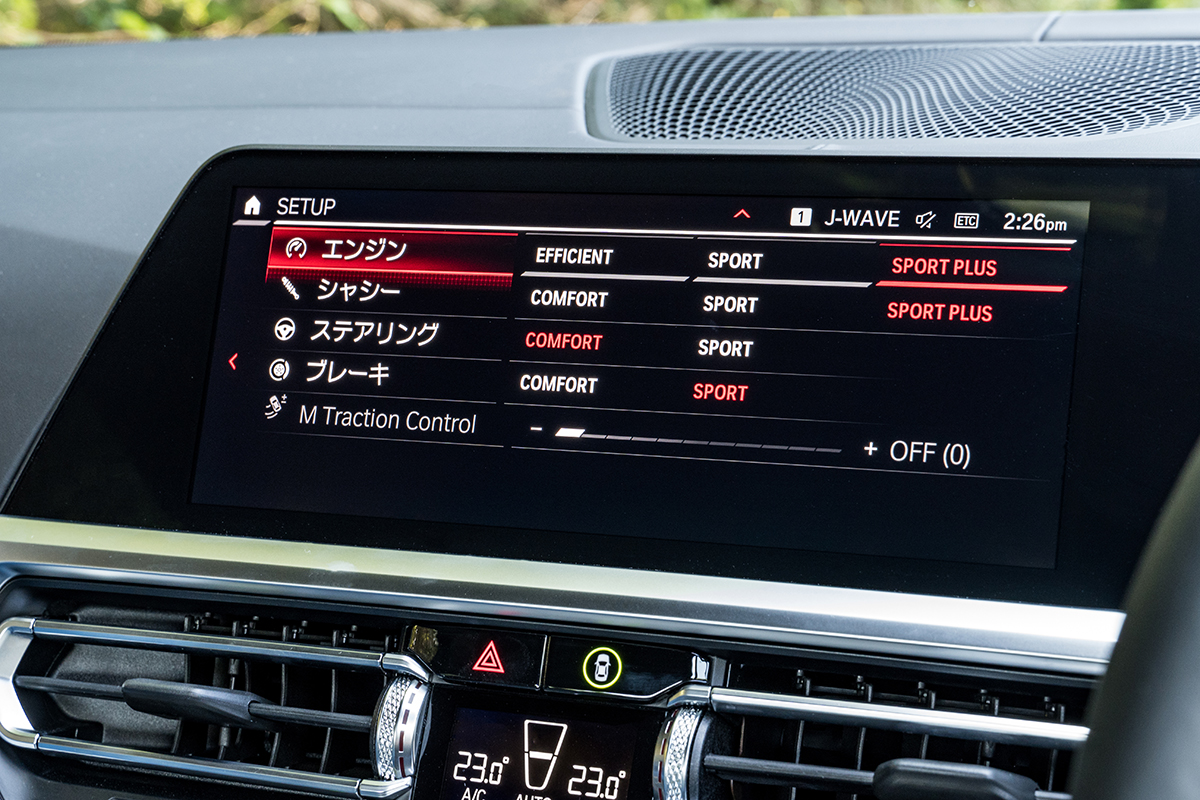 SETUP 1 J-WAVE ETC 2:26pm
エンジン EFFICIENT SPORT SPORT PLUS
シャシー COMFORT SPORT SPORT PLUS
ステアリング COMFORT SPORT
ブレーキ COMFORT SPORT
M Traction Control − + OFF (0)
23.0° 23.0°
A/C AUTO